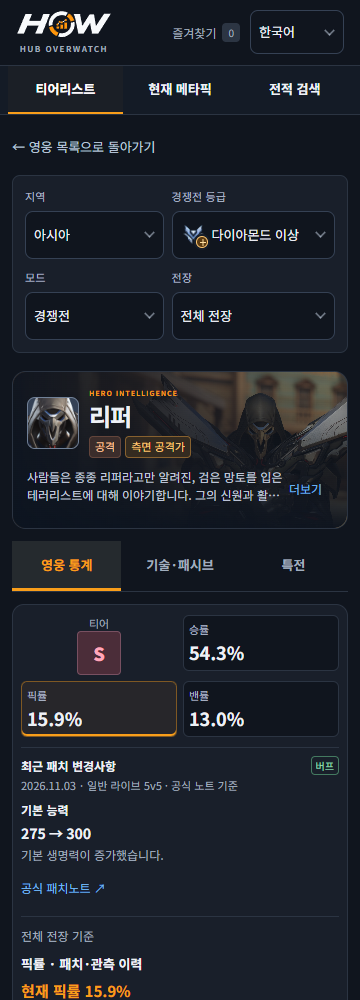 HOW
HUB OVERWATCH
즐겨찾기 0
한국어
티어리스트 현재 메타픽 전적 검색
← 영웅 목록으로 돌아가기
지역 경쟁전 등급
아시아 다이아몬드 이상
모드 전장
경쟁전 전체 전장
HERO INTELLIGENCE
리퍼
공격 측면 공격가
사람들은 종종 리퍼라고만 알려진, 검은 망토를 입은
테러리스트에 대해 이야기합니다. 그의 신원과 활… 더보기
영웅 통계 기술·패시브 특전
티어
S
승률
54.3%
픽률
15.9%
밴률
13.0%
최근 패치 변경사항 버프
2026.11.03 · 일반 라이브 5v5 · 공식 노트 기준
기본 능력
275 → 300
기본 생명력이 증가했습니다.
공식 패치노트 ↗
전체 전장 기준
픽률 · 패치·관측 이력
현재 픽률 15.9%